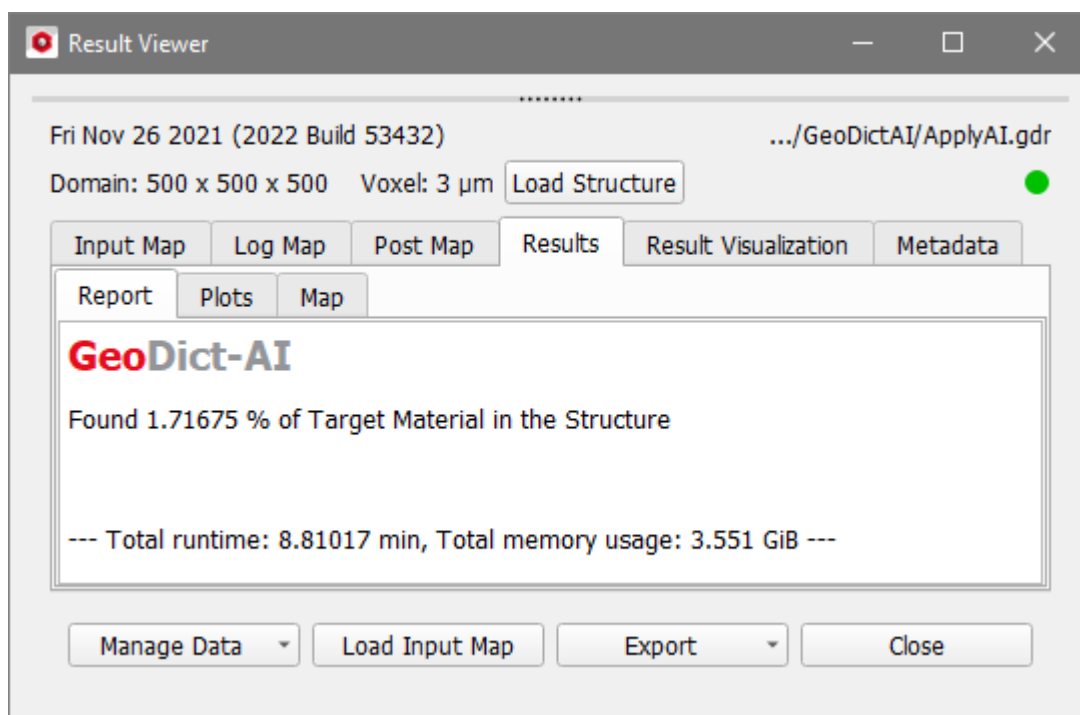 Result Viewer
Fri Nov 26 2021 (2022 Build 53432) .../GeoDictAI/ApplyAI.gdr
Domain: 500 x 500 x 500 Voxel: 3 µm Load Structure
Input Map Log Map Post Map Results Result Visualization Metadata
Report Plots Map
GeoDict-AI
Found 1.71675 % of Target Material in the Structure
--- Total runtime: 8.81017 min, Total memory usage: 3.551 GiB ---
Manage Data Load Input Map Export Close